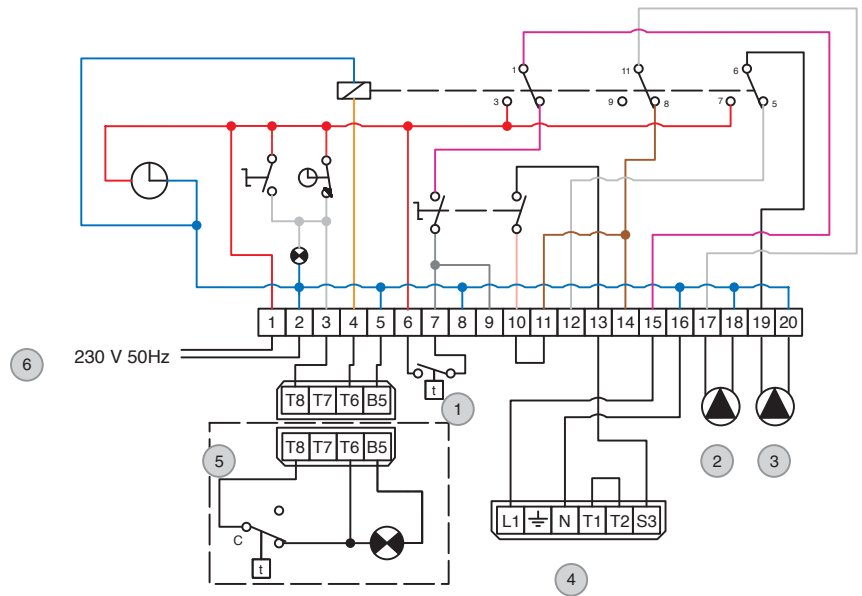 1 11 6
3 9 8 7 5
1 2 3 4 5 6 7 8 9 10 11 12 13 14 15 16 17 18 19 20
6 230 V 50Hz
T8 T7 T6 B5
t 1
T8 T7 T6 B5
5 2 3
L1 N T1 T2 S3
C
t 4